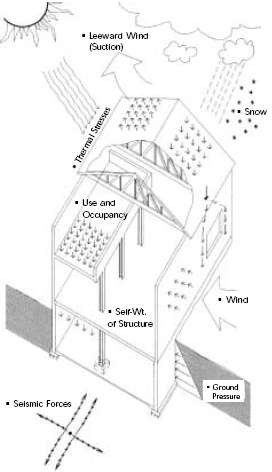 ▪ Leeward Wind
(Suction)
▪ Snow
▪ Thermal Stresses
▪ Use and
Occupancy
▪ Self-Wt.
of Structure
▪ Wind
▪ Ground
Pressure
▪ Seismic Forces